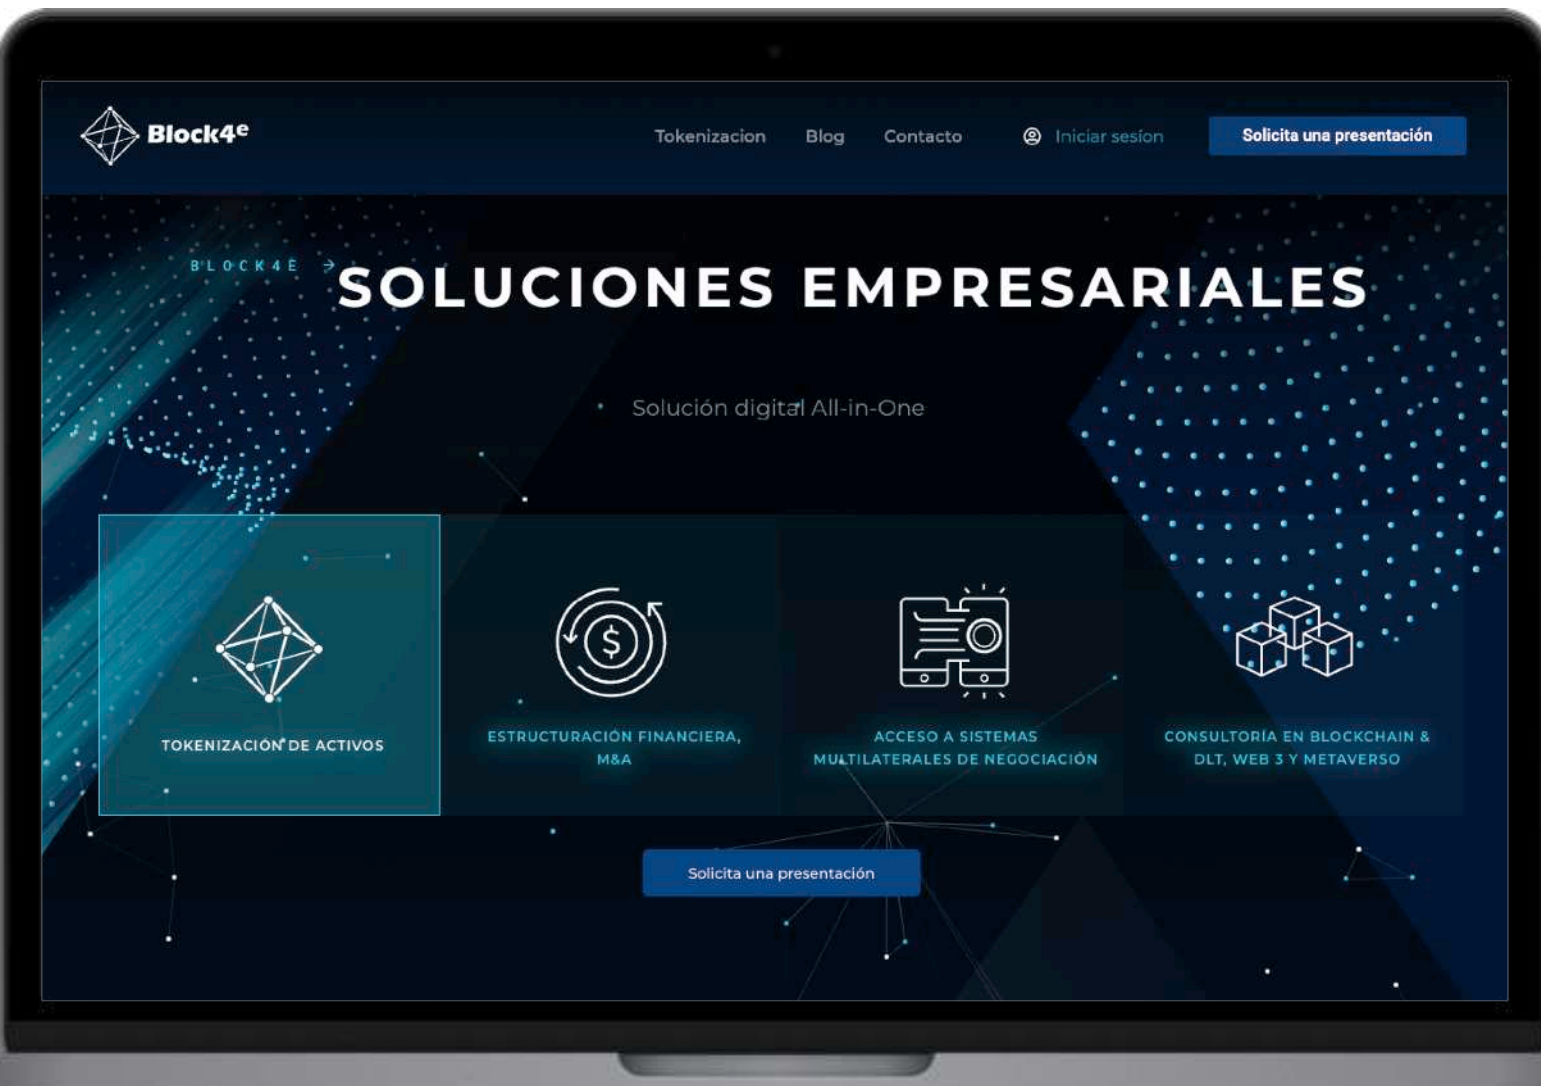 Block4e
Tokenizacion
Blog
Contacto
Iniciar sesíon
Solicita una presentación
BLOCK4E →
SOLUCIONES EMPRESARIALES
Solución digital All-in-One
TOKENIZACIÓN DE ACTIVOS
ESTRUCTURACIÓN FINANCIERA,
M&A
ACCESO A SISTEMAS
MULTILATERALES DE NEGOCIACIÓN
CONSULTORÍA EN BLOCKCHAIN &
DLT, WEB 3 Y METAVERSO
Solicita una presentación